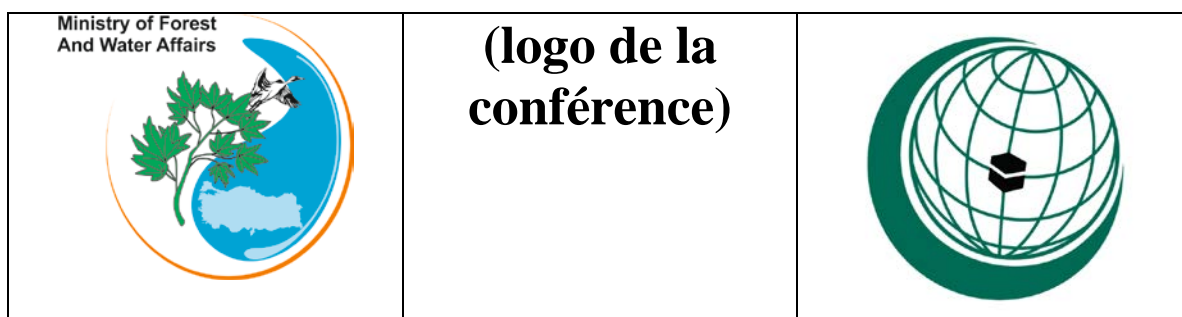 Ministry of Forest
And Water Affairs
(logo de la
conférence)